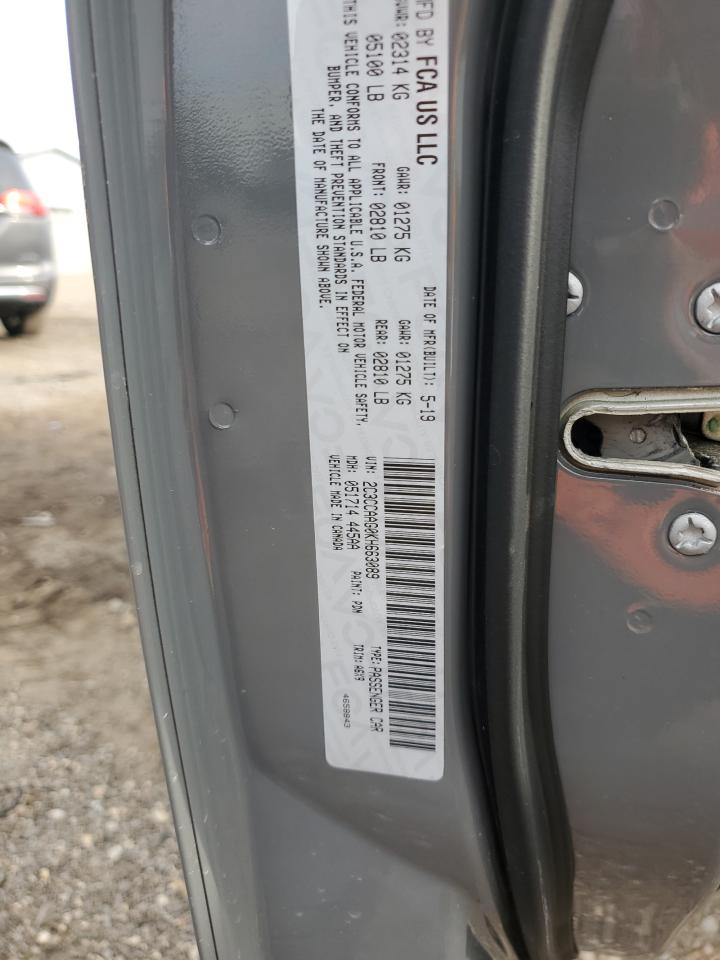 MFD BY FCA US LLC
DATE OF MFR(BUILT): 5-19
GVWR: 02314 KG GAWR: 01275 KG GAWR: 01275 KG
05100 LB FRONT: 02810 LB REAR: 02810 LB
THIS VEHICLE CONFORMS TO ALL APPLICABLE U.S.A. FEDERAL MOTOR VEHICLE SAFETY,
BUMPER, AND THEFT PREVENTION STANDARDS IN EFFECT ON
THE DATE OF MANUFACTURE SHOWN ABOVE.
VIN: 2C3CCAAG0KH663089 TYPE: PASSENGER CAR
MDH: 051714 445AA PAINT: PDN TRIM: A6X9
VEHICLE MADE IN CANADA 4658843